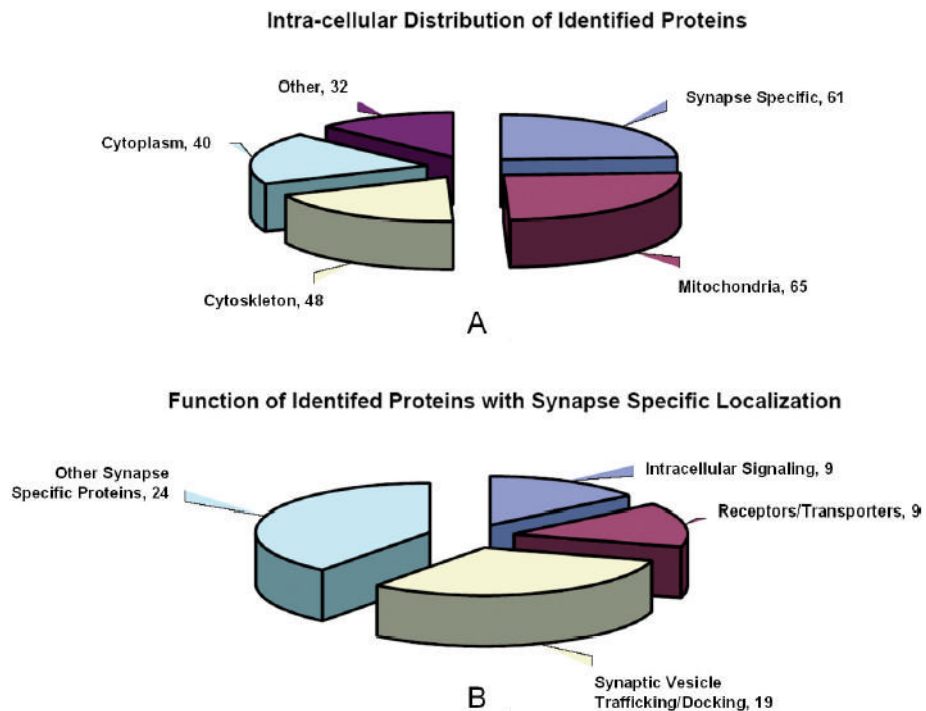 Intra-cellular Distribution of Identified Proteins
Other, 32
Synapse Specific, 61
Cytoplasm, 40
Cytoskleton, 48
Mitochondria, 65
A
Function of Identifed Proteins with Synapse Specific Localization
Other Synapse
Specific Proteins, 24
Intracellular Signaling, 9
Receptors/Transporters, 9
Synaptic Vesicle
Trafficking/Docking, 19
B